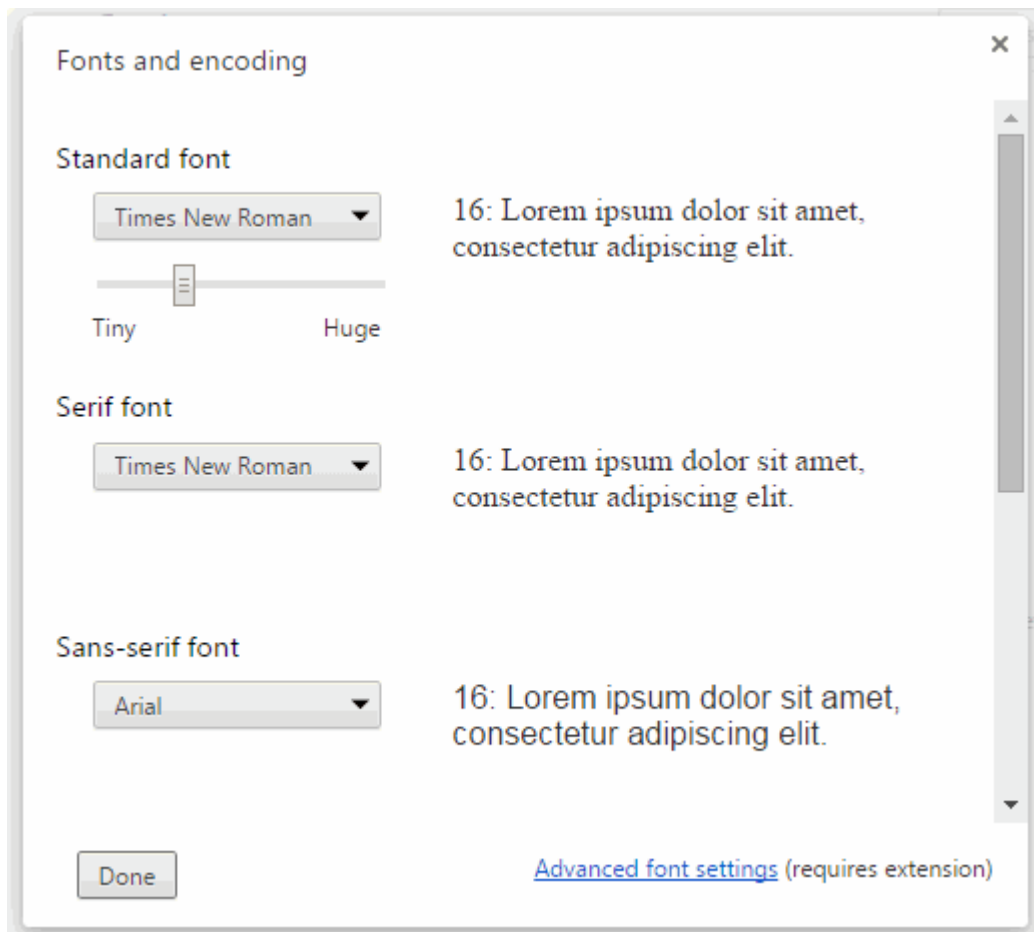 Fonts and encoding
Standard font
Times New Roman
16: Lorem ipsum dolor sit amet,
consectetur adipiscing elit.
Tiny Huge
Serif font
Times New Roman
16: Lorem ipsum dolor sit amet,
consectetur adipiscing elit.
Sans-serif font
Arial
16: Lorem ipsum dolor sit amet,
consectetur adipiscing elit.
Done
Advanced font settings (requires extension)